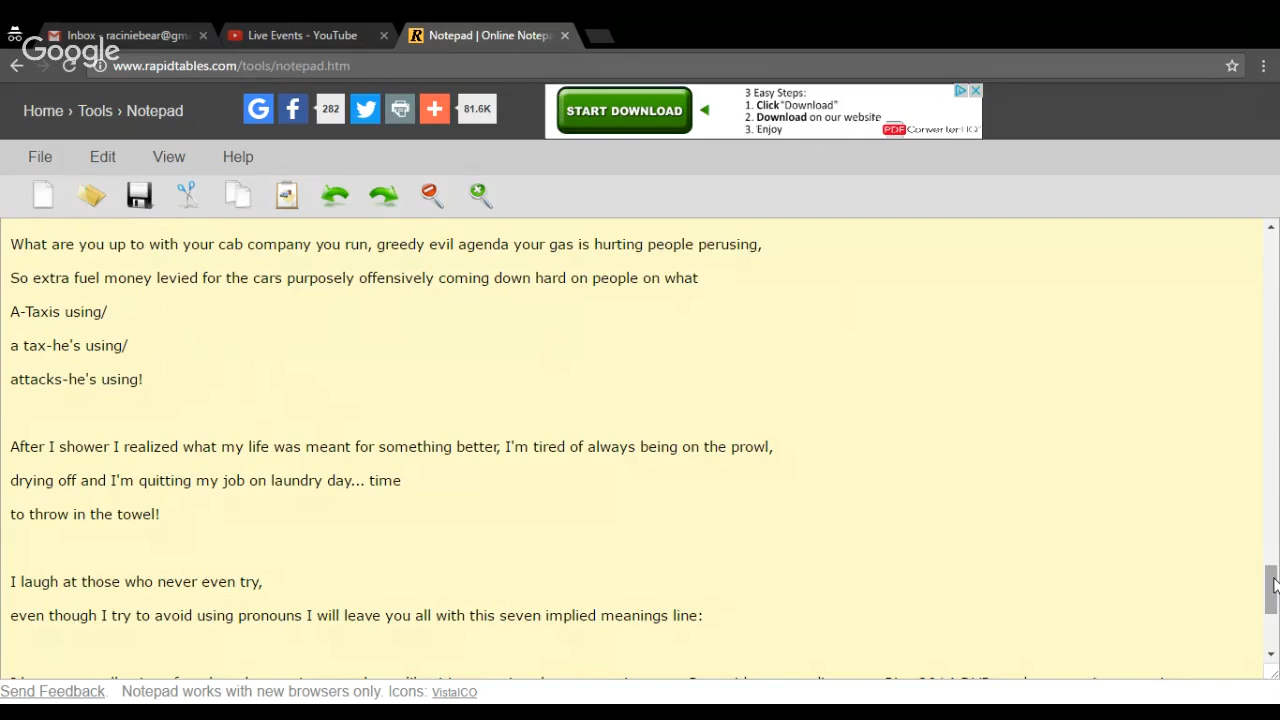 Inbox - raciniebear@gm
Live Events - YouTube
Notepad | Online Notep
Google
www.rapidtables.com/tools/notepad.htm
Home › Tools › Notepad
282
81.6K
START DOWNLOAD
3 Easy Steps:
1. Click "Download"
2. Download on our website
3. Enjoy
PDF ConverterHQ
File Edit View Help
What are you up to with your cab company you run, greedy evil agenda your gas is hurting people perusing,
So extra fuel money levied for the cars purposely offensively coming down hard on people on what
A-Taxis using/
a tax-he's using/
attacks-he's using!
After I shower I realized what my life was meant for something better, I'm tired of always being on the prowl,
drying off and I'm quitting my job on laundry day... time
to throw in the towel!
I laugh at those who never even try,
even though I try to avoid using pronouns I will leave you all with this seven implied meanings line:
Send Feedback. Notepad works with new browsers only. Icons: VistaICO